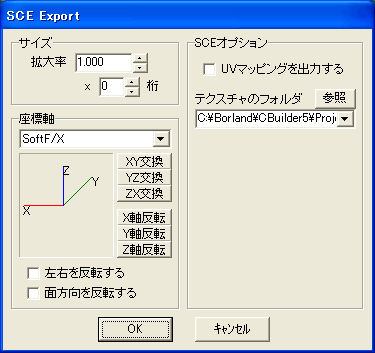 SCE Export
サイズ
拡大率 1.000
x 0 桁
座標軸
SoftF/X
Z
Y
X
XY交換
YZ交換
ZX交換
X軸反転
Y軸反転
Z軸反転
左右を反転する
面方向を反転する
SCEオプション
UVマッピングを出力する
テクスチャのフォルダ 参照
C:¥Borland¥CBuilder5¥Proj
OK キャンセル